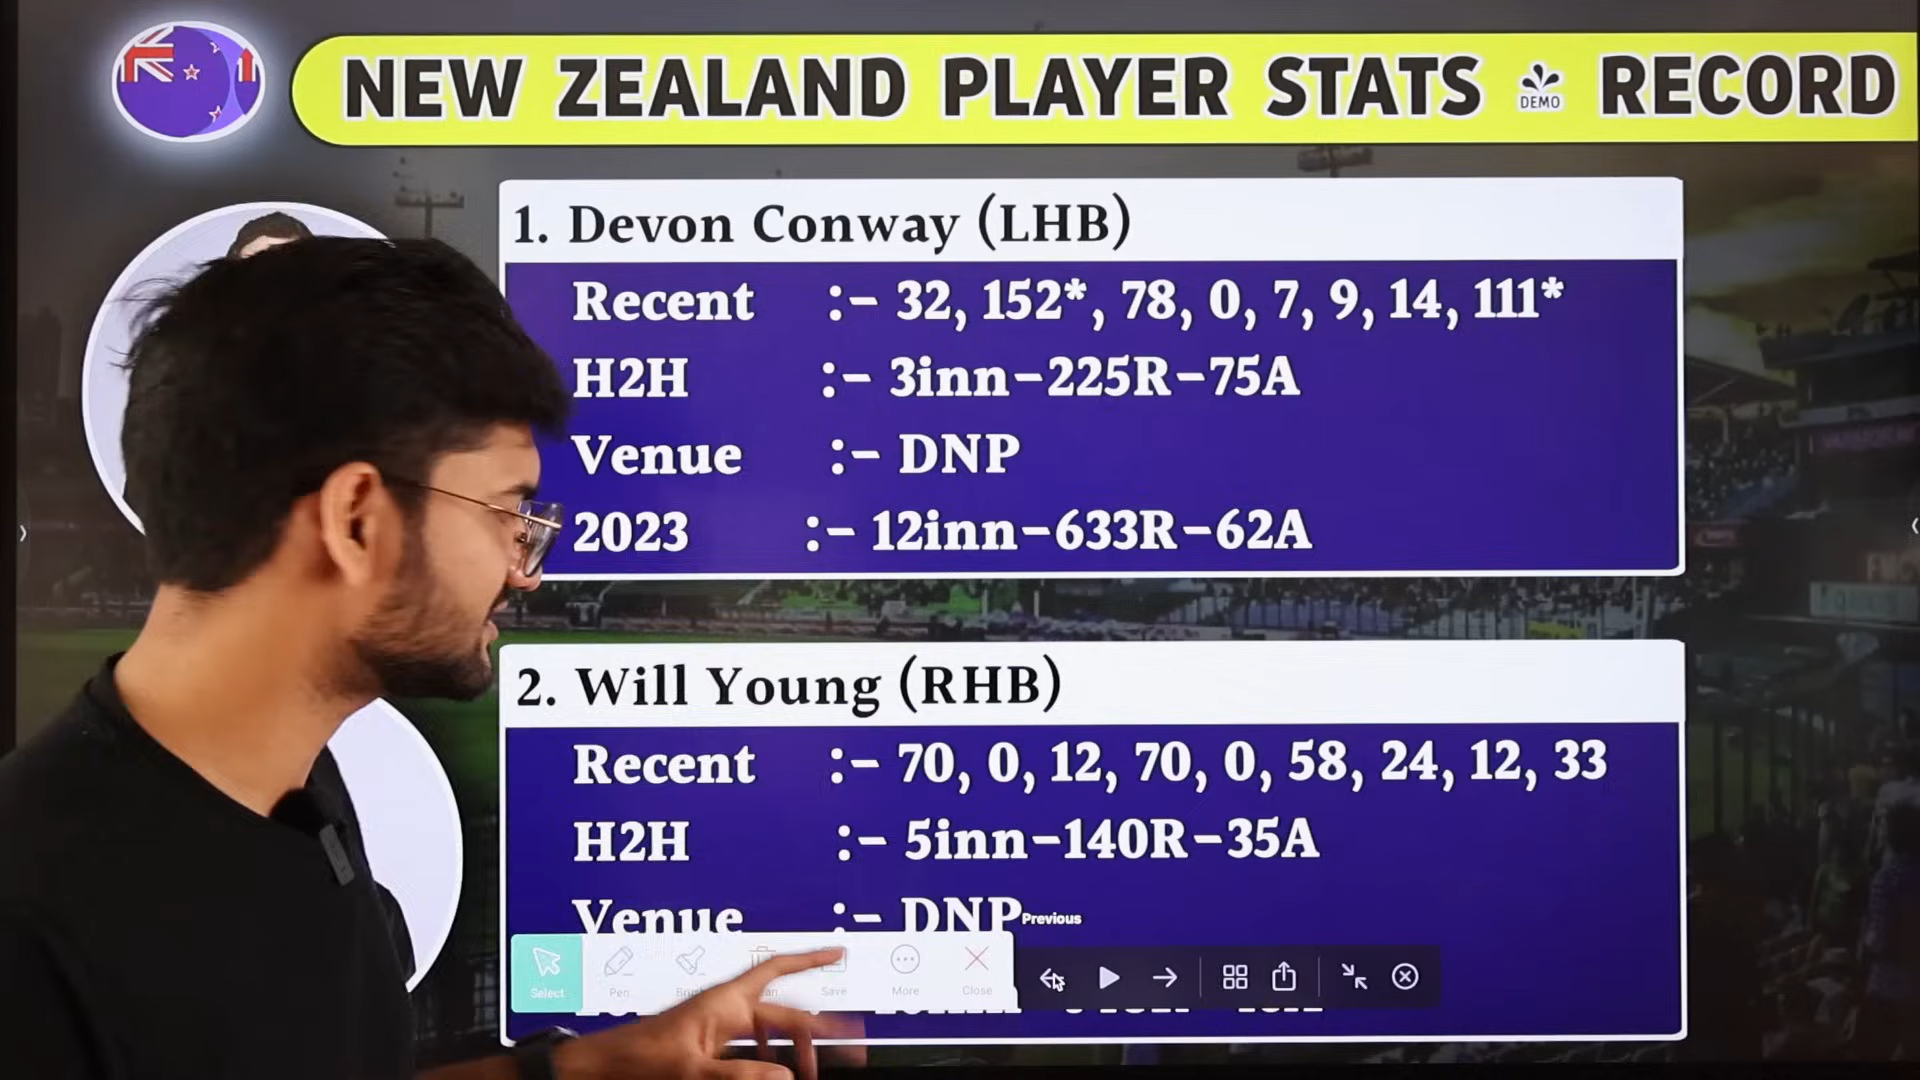 NEW ZEALAND PLAYER STATS DEMO RECORD
1. Devon Conway (LHB)
Recent :- 32, 152*, 78, 0, 7, 9, 14, 111*
H2H :- 3inn-225R-75A
Venue :- DNP
2023 :- 12inn-633R-62A
2. Will Young (RHB)
Recent :- 70, 0, 12, 70, 0, 58, 24, 12, 33
H2H :- 5inn-140R-35A
Venue :- DNP
Previous
Select Pen Save More Close